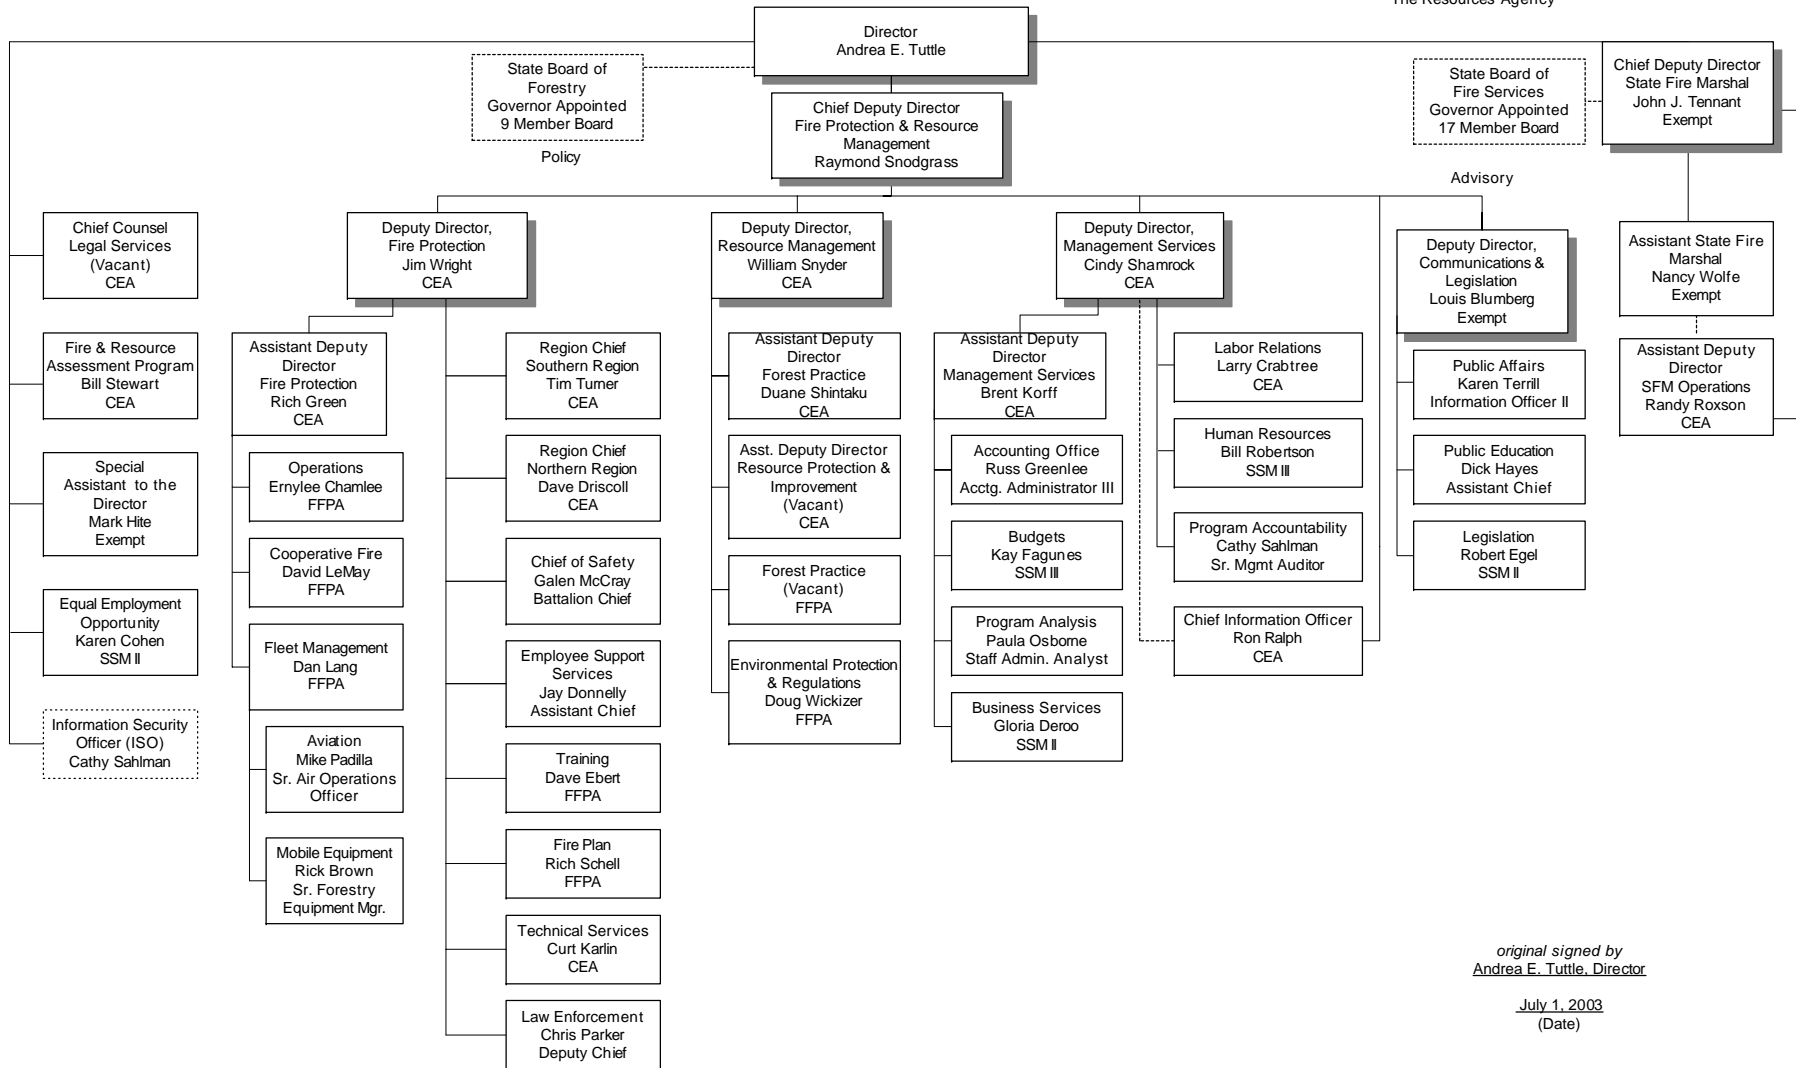 The Resources Agency
Director
Andrea E. Tuttle
State Board of
Forestry
Governor Appointed
9 Member Board
Policy
Chief Deputy Director
Fire Protection & Resource
Management
Raymond Snodgrass
State Board of
Fire Services
Governor Appointed
17 Member Board
Advisory
Chief Deputy Director
State Fire Marshal
John J. Tennant
Exempt
Chief Counsel
Legal Services
(Vacant)
CEA
Fire & Resource
Assessment Program
Bill Stewart
CEA
Special
Assistant to the
Director
Mark Hite
Exempt
Equal Employment
Opportunity
Karen Cohen
SSM II
Information Security
Officer (ISO)
Cathy Sahlman
Deputy Director,
Fire Protection
Jim Wright
CEA
Assistant Deputy
Director
Fire Protection
Rich Green
CEA
Operations
Ernylee Chamlee
FFPA
Cooperative Fire
David LeMay
FFPA
Fleet Management
Dan Lang
FFPA
Aviation
Mike Padilla
Sr. Air Operations
Officer
Mobile Equipment
Rick Brown
Sr. Forestry
Equipment Mgr.
Region Chief
Southern Region
Tim Turner
CEA
Region Chief
Northern Region
Dave Driscoll
CEA
Chief of Safety
Galen McCray
Battalion Chief
Employee Support
Services
Jay Donnelly
Assistant Chief
Training
Dave Ebert
FFPA
Fire Plan
Rich Schell
FFPA
Technical Services
Curt Karlin
CEA
Law Enforcement
Chris Parker
Deputy Chief
Deputy Director,
Resource Management
William Snyder
CEA
Assistant Deputy
Director
Forest Practice
Duane Shintaku
CEA
Asst. Deputy Director
Resource Protection &
Improvement
(Vacant)
CEA
Forest Practice
(Vacant)
FFPA
Environmental Protection
& Regulations
Doug Wickizer
FFPA
Deputy Director,
Management Services
Cindy Shamrock
CEA
Assistant Deputy
Director
Management Services
Brent Korff
CEA
Accounting Office
Russ Greenlee
Acctg. Administrator III
Budgets
Kay Fagunes
SSM III
Program Analysis
Paula Osborne
Staff Admin. Analyst
Business Services
Gloria Deroo
SSM II
Labor Relations
Larry Crabtree
CEA
Human Resources
Bill Robertson
SSM III
Program Accountability
Cathy Sahlman
Sr. Mgmt Auditor
Chief Information Officer
Ron Ralph
CEA
Deputy Director,
Communications &
Legislation
Louis Blumberg
Exempt
Public Affairs
Karen Terrill
Information Officer II
Public Education
Dick Hayes
Assistant Chief
Legislation
Robert Egel
SSM II
Assistant State Fire
Marshal
Nancy Wolfe
Exempt
Assistant Deputy
Director
SFM Operations
Randy Roxson
CEA
original signed by
Andrea E. Tuttle, Director
July 1, 2003
(Date)